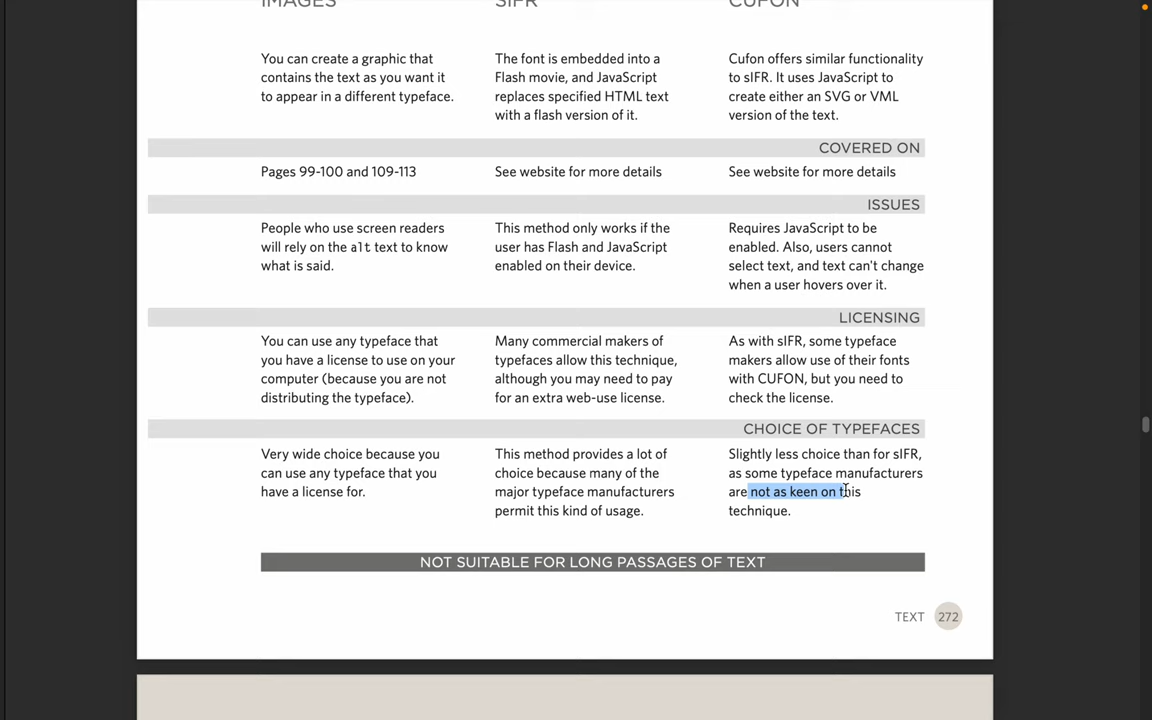 IMAGES
SIFR
CUFON
You can create a graphic that
contains the text as you want it
to appear in a different typeface.
The font is embedded into a
Flash movie, and JavaScript
replaces specified HTML text
with a flash version of it.
Cufon offers similar functionality
to sIFR. It uses JavaScript to
create either an SVG or VML
version of the text.
COVERED ON
Pages 99-100 and 109-113
See website for more details
See website for more details
ISSUES
People who use screen readers
will rely on the alt text to know
what is said.
This method only works if the
user has Flash and JavaScript
enabled on their device.
Requires JavaScript to be
enabled. Also, users cannot
select text, and text can't change
when a user hovers over it.
LICENSING
You can use any typeface that
you have a license to use on your
computer (because you are not
distributing the typeface).
Many commercial makers of
typefaces allow this technique,
although you may need to pay
for an extra web-use license.
As with sIFR, some typeface
makers allow use of their fonts
with CUFON, but you need to
check the license.
CHOICE OF TYPEFACES
Very wide choice because you
can use any typeface that you
have a license for.
This method provides a lot of
choice because many of the
major typeface manufacturers
permit this kind of usage.
Slightly less choice than for sIFR,
as some typeface manufacturers
are not as keen on this
technique.
NOT SUITABLE FOR LONG PASSAGES OF TEXT
TEXT 272